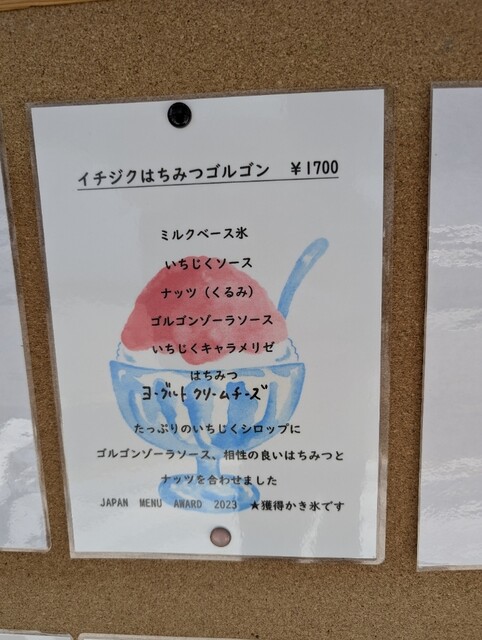 イチジクはちみつゴルゴン ¥1700
ミルクベース氷
いちじくソース
ナッツ（くるみ）
ゴルゴンゾーラソース
いちじくキャラメリゼ
はちみつ
ヨーグルト クリームチーズ
たっぷりのいちじくシロップに
ゴルゴンゾーラソース、相性の良いはちみつと
ナッツを合わせました
JAPAN MENU AWARD 2023 ★獲得かき氷です